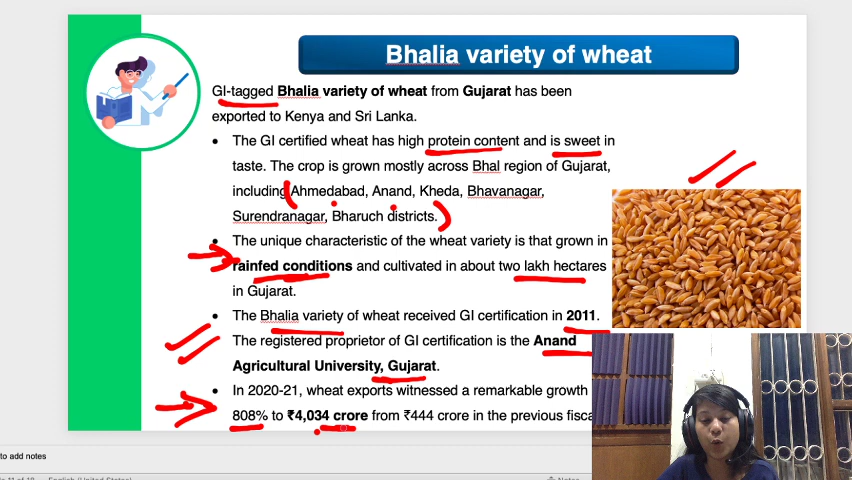 Bhalia variety of wheat
GI-tagged Bhalia variety of wheat from Gujarat has been
exported to Kenya and Sri Lanka.
• The GI certified wheat has high protein content and is sweet in
taste. The crop is grown mostly across Bhal region of Gujarat,
including Ahmedabad, Anand, Kheda, Bhavanagar,
Surendranagar, Bharuch districts.
• The unique characteristic of the wheat variety is that grown in
rainfed conditions and cultivated in about two lakh hectares
in Gujarat.
• The Bhalia variety of wheat received GI certification in 2011.
The registered proprietor of GI certification is the Anand
Agricultural University, Gujarat.
• In 2020-21, wheat exports witnessed a remarkable growth
808% to ₹4,034 crore from ₹444 crore in the previous fisca
to add notes
English (United States)
Notes